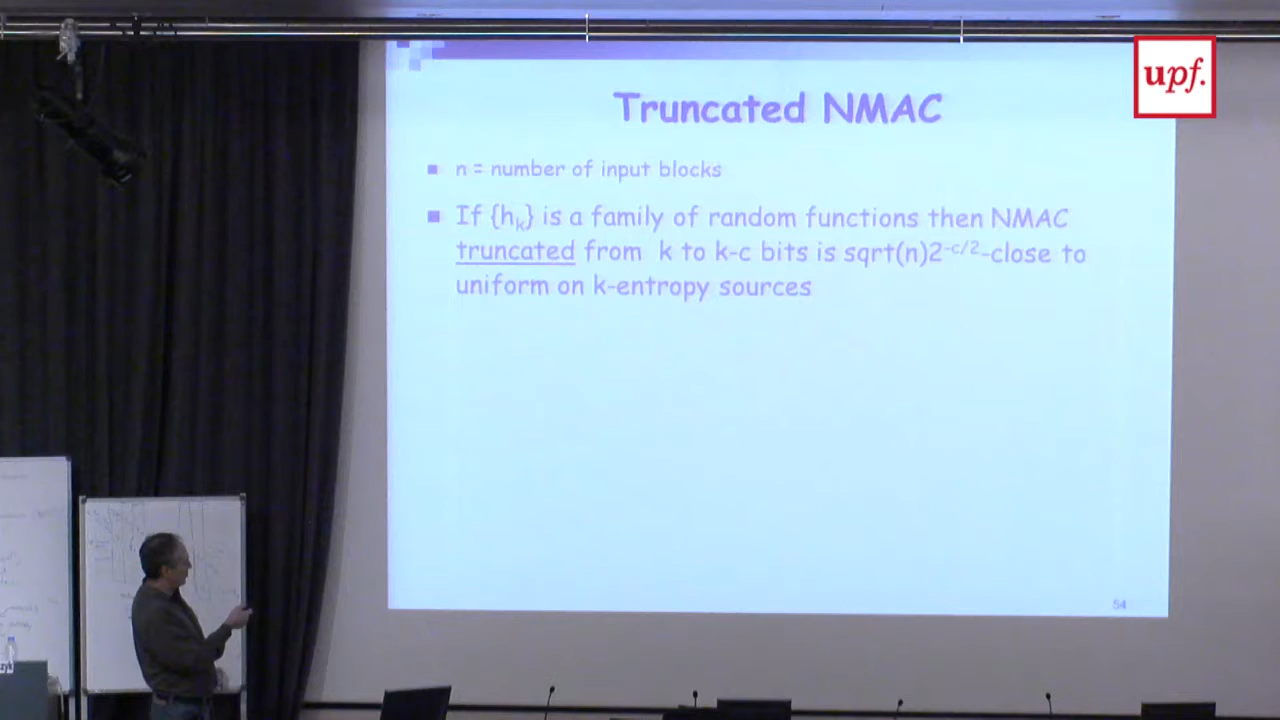 upf.
Truncated NMAC
n = number of input blocks
If {hₖ} is a family of random functions then NMAC
truncated from k to k-c bits is sqrt(n)2⁻ᶜ/²-close to
uniform on k-entropy sources
54
zyk